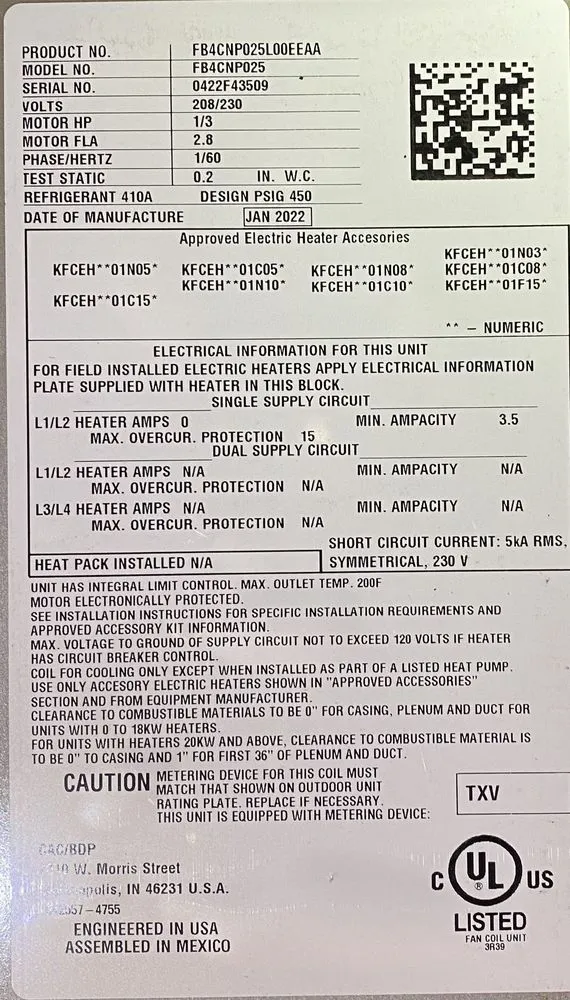 PRODUCT NO. FB4CNP025L00EEAA
MODEL NO. FB4CNP025
SERIAL NO. 0422F43509
VOLTS 208/230
MOTOR HP 1/3
MOTOR FLA 2.8
PHASE/HERTZ 1/60
TEST STATIC 0.2 IN. W.C.
REFRIGERANT 410A DESIGN PSIG 450
DATE OF MANUFACTURE JAN 2022
Approved Electric Heater Accesories
KFCEH**01N03*
KFCEH**01N05* KFCEH**01C05* KFCEH**01N08* KFCEH**01C08*
KFCEH**01N10* KFCEH**01C10* KFCEH**01F15*
KFCEH**01C15*
** – NUMERIC
ELECTRICAL INFORMATION FOR THIS UNIT
FOR FIELD INSTALLED ELECTRIC HEATERS APPLY ELECTRICAL INFORMATION
PLATE SUPPLIED WITH HEATER IN THIS BLOCK.
SINGLE SUPPLY CIRCUIT
L1/L2 HEATER AMPS 0 MIN. AMPACITY 3.5
MAX. OVERCUR. PROTECTION 15
DUAL SUPPLY CIRCUIT
L1/L2 HEATER AMPS N/A MIN. AMPACITY N/A
MAX. OVERCUR. PROTECTION N/A
L3/L4 HEATER AMPS N/A MIN. AMPACITY N/A
MAX. OVERCUR. PROTECTION N/A
SHORT CIRCUIT CURRENT: 5kA RMS,
HEAT PACK INSTALLED N/A SYMMETRICAL, 230 V
UNIT HAS INTEGRAL LIMIT CONTROL. MAX. OUTLET TEMP. 200F
MOTOR ELECTRONICALLY PROTECTED.
SEE INSTALLATION INSTRUCTIONS FOR SPECIFIC INSTALLATION REQUIREMENTS AND
APPROVED ACCESSORY KIT INFORMATION.
MAX. VOLTAGE TO GROUND OF SUPPLY CIRCUIT NOT TO EXCEED 120 VOLTS IF HEATER
HAS CIRCUIT BREAKER CONTROL.
COIL FOR COOLING ONLY EXCEPT WHEN INSTALLED AS PART OF A LISTED HEAT PUMP.
USE ONLY ACCESORY ELECTRIC HEATERS SHOWN IN "APPROVED ACCESSORIES"
SECTION AND FROM EQUIPMENT MANUFACTURER.
CLEARANCE TO COMBUSTIBLE MATERIALS TO BE 0" FOR CASING, PLENUM AND DUCT FOR
UNITS WITH 0 TO 18KW HEATERS.
FOR UNITS WITH HEATERS 20KW AND ABOVE, CLEARANCE TO COMBUSTIBLE MATERIAL IS
TO BE 0" TO CASING AND 1" FOR FIRST 36" OF PLENUM AND DUCT.
CAUTION METERING DEVICE FOR THIS COIL MUST
MATCH THAT SHOWN ON OUTDOOR UNIT
RATING PLATE. REPLACE IF NECESSARY.
THIS UNIT IS EQUIPPED WITH METERING DEVICE:
TXV
CAC/BDP
W. Morris Street
IN 46231 U.S.A.
ENGINEERED IN USA
ASSEMBLED IN MEXICO
C UL ® US
LISTED
FAN COIL UNIT
3R39